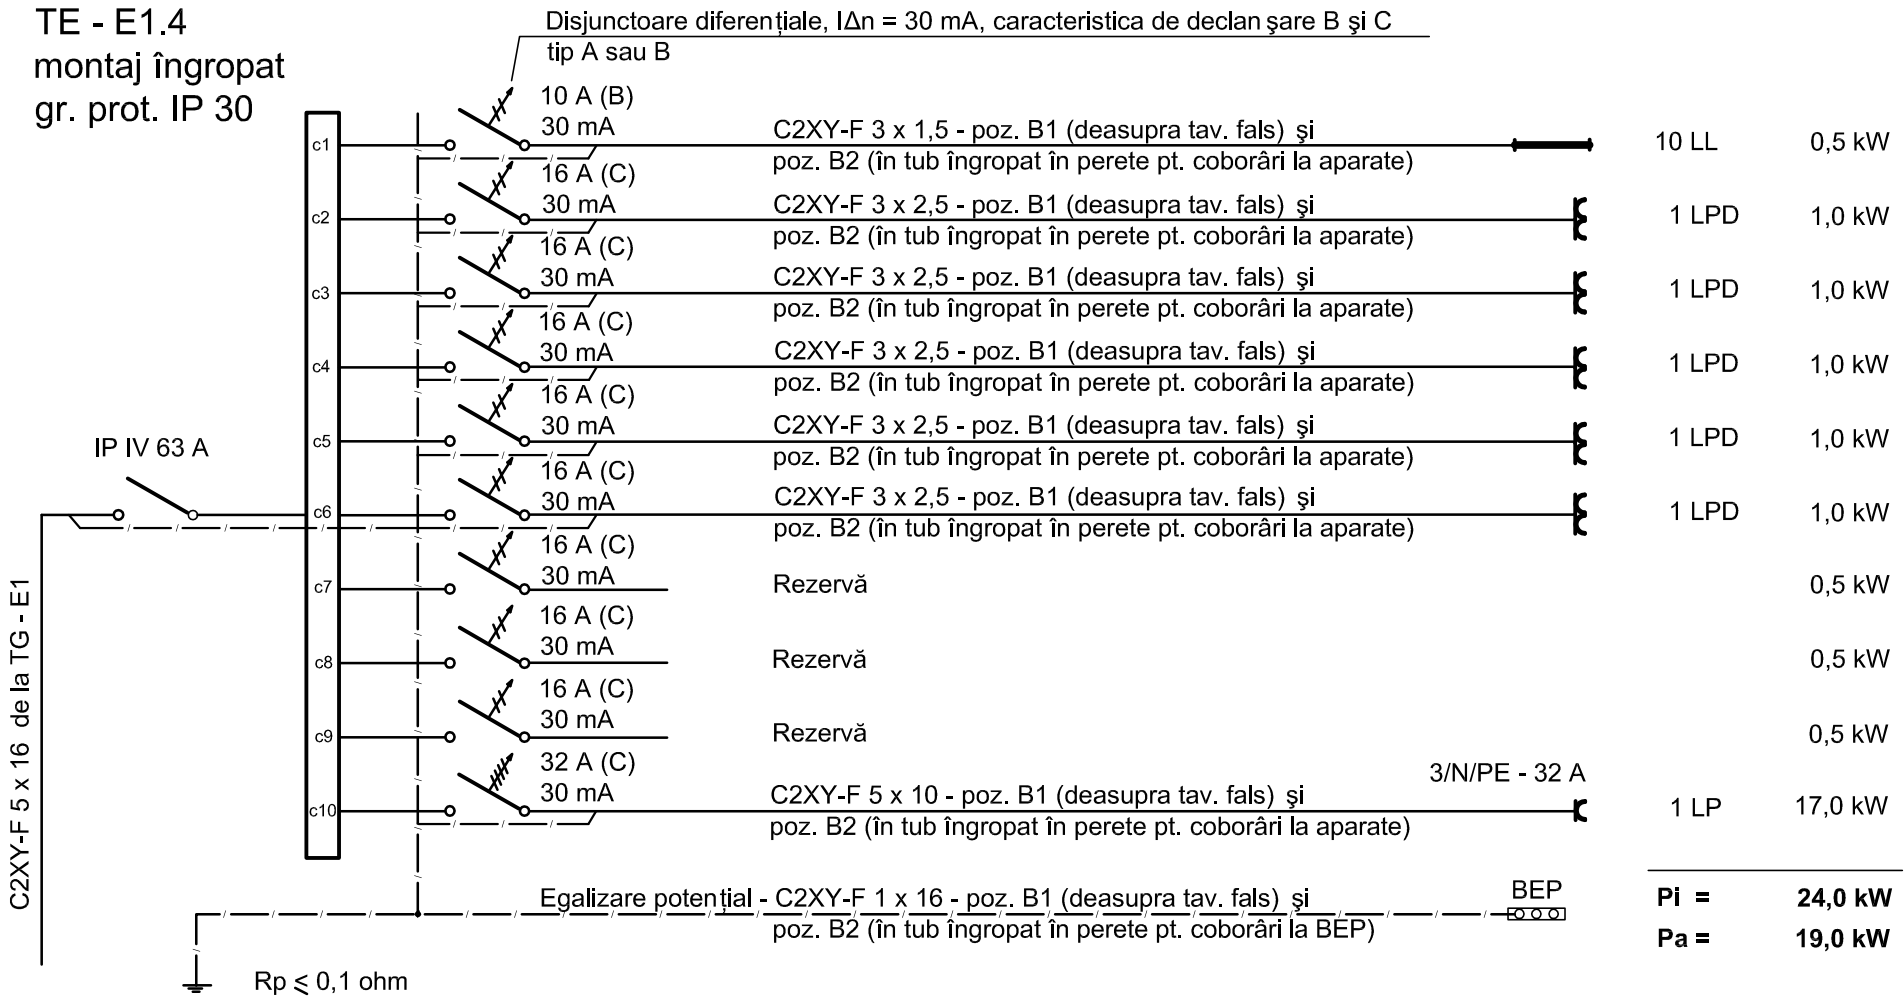 TE - E1.4
montaj îngropat
gr. prot. IP 30
Disjunctoare diferențiale, IΔn = 30 mA, caracteristica de declan șare B și C
tip A sau B
c1
10 A (B)
30 mA
C2XY-F 3 x 1,5 - poz. B1 (deasupra tav. fals) și
poz. B2 (în tub îngropat în perete pt. coborâri la aparate)
10 LL 0,5 kW
c2
16 A (C)
30 mA
C2XY-F 3 x 2,5 - poz. B1 (deasupra tav. fals) și
poz. B2 (în tub îngropat în perete pt. coborâri la aparate)
1 LPD 1,0 kW
c3
16 A (C)
30 mA
C2XY-F 3 x 2,5 - poz. B1 (deasupra tav. fals) și
poz. B2 (în tub îngropat în perete pt. coborâri la aparate)
1 LPD 1,0 kW
c4
16 A (C)
30 mA
C2XY-F 3 x 2,5 - poz. B1 (deasupra tav. fals) și
poz. B2 (în tub îngropat în perete pt. coborâri la aparate)
1 LPD 1,0 kW
c5
16 A (C)
30 mA
C2XY-F 3 x 2,5 - poz. B1 (deasupra tav. fals) și
poz. B2 (în tub îngropat în perete pt. coborâri la aparate)
1 LPD 1,0 kW
IP IV 63 A
c6
16 A (C)
30 mA
C2XY-F 3 x 2,5 - poz. B1 (deasupra tav. fals) și
poz. B2 (în tub îngropat în perete pt. coborâri la aparate)
1 LPD 1,0 kW
c7
16 A (C)
30 mA
Rezervă
0,5 kW
c8
16 A (C)
30 mA
Rezervă
0,5 kW
c9
16 A (C)
30 mA
Rezervă
0,5 kW
c10
32 A (C)
30 mA
C2XY-F 5 x 10 - poz. B1 (deasupra tav. fals) și
poz. B2 (în tub îngropat în perete pt. coborâri la aparate)
3/N/PE - 32 A
1 LP 17,0 kW
C2XY-F 5 x 16 de la TG - E1
Egalizare potențial - C2XY-F 1 x 16 - poz. B1 (deasupra tav. fals) și
poz. B2 (în tub îngropat în perete pt. coborâri la BEP)
BEP
Pi = 24,0 kW
Pa = 19,0 kW
Rp ≤ 0,1 ohm